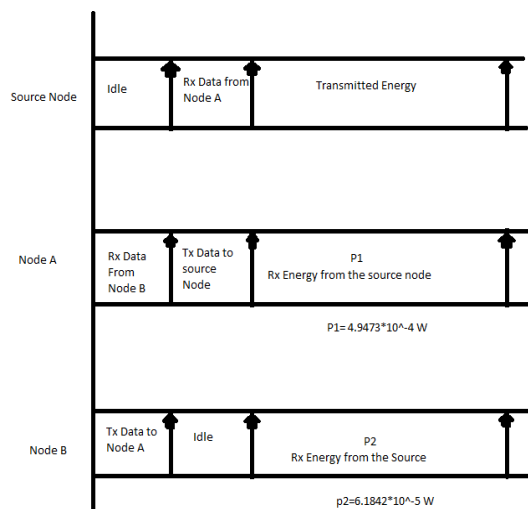 Source Node
Idle
Rx Data from
Node A
Transmitted Energy
Node A
Rx Data
From
Node B
Tx Data to
source
Node
P1
Rx Energy from the source node
P1= 4.9473*10^-4 W
Node B
Tx Data to
Node A
Idle
P2
Rx Energy from the Source
p2=6.1842*10^-5 W